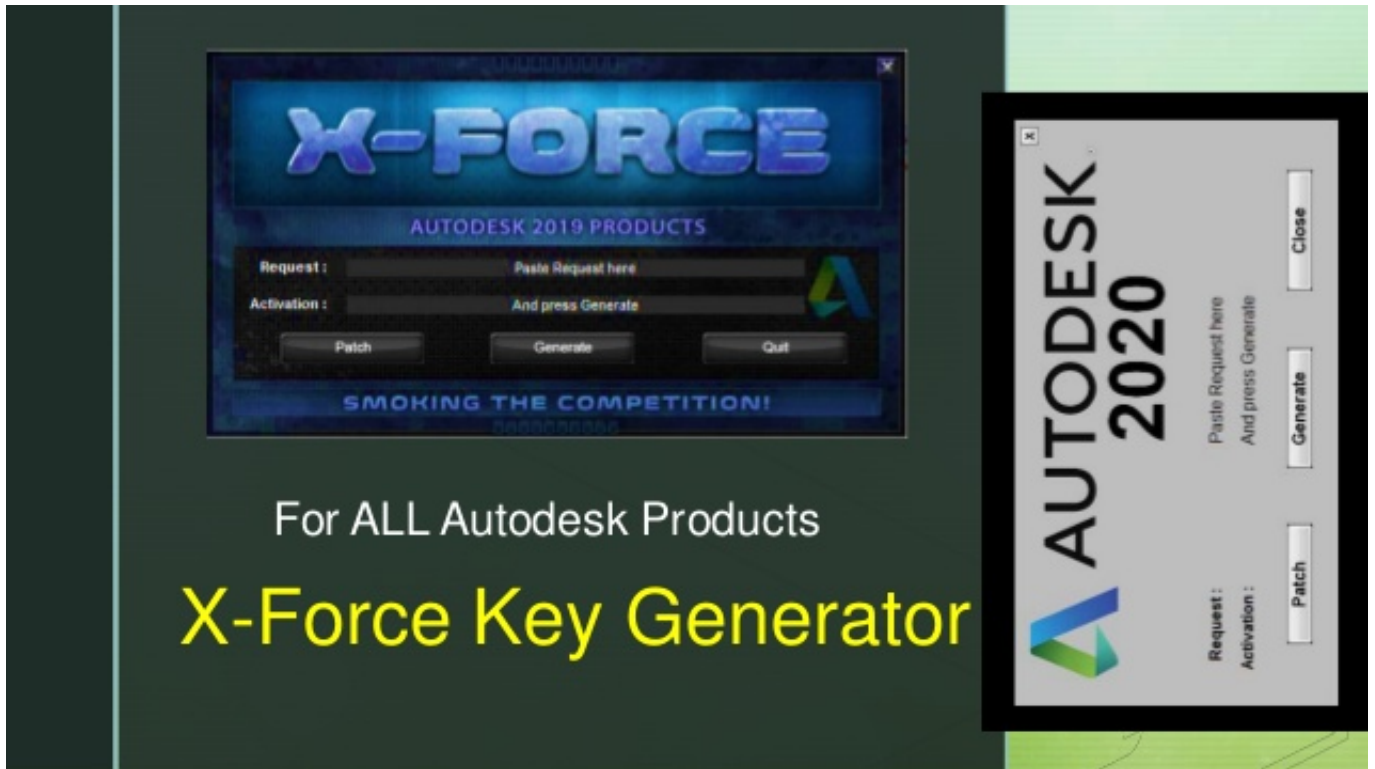 X-FORCE
AUTODESK 2019 PRODUCTS
Request :
Paste Request here
Activation :
And press Generate
Patch
Generate
Quit
SMOKING THE COMPETITION!
For ALL Autodesk Products
X-Force Key Generator
x
AUTODESK.
2020
Request :
Paste Request here
Activation :
And press Generate
Patch
Generate
Close